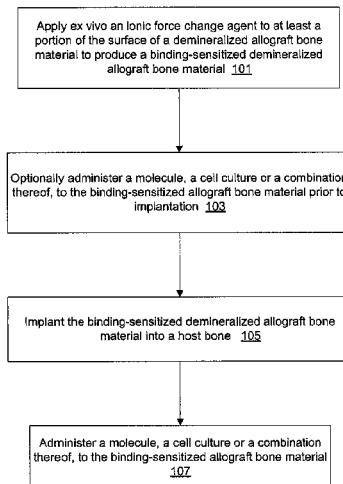 Apply ex vivo an Ionic force change agent to at least a
portion of the surface of a demineralized allograft bone
material to produce a binding-sensitized demineralized
allograft bone material 101
Optionally administer a molecule, a cell culture or a combination
thereof, to the binding-sensitized allograft bone material prior to
implantation 103
Implant the binding-sensitized demineralized allograft bone
material into a host bone 105
Administer a molecule, a cell culture or a combination
thereof, to the binding-sensitized allograft bone material
107